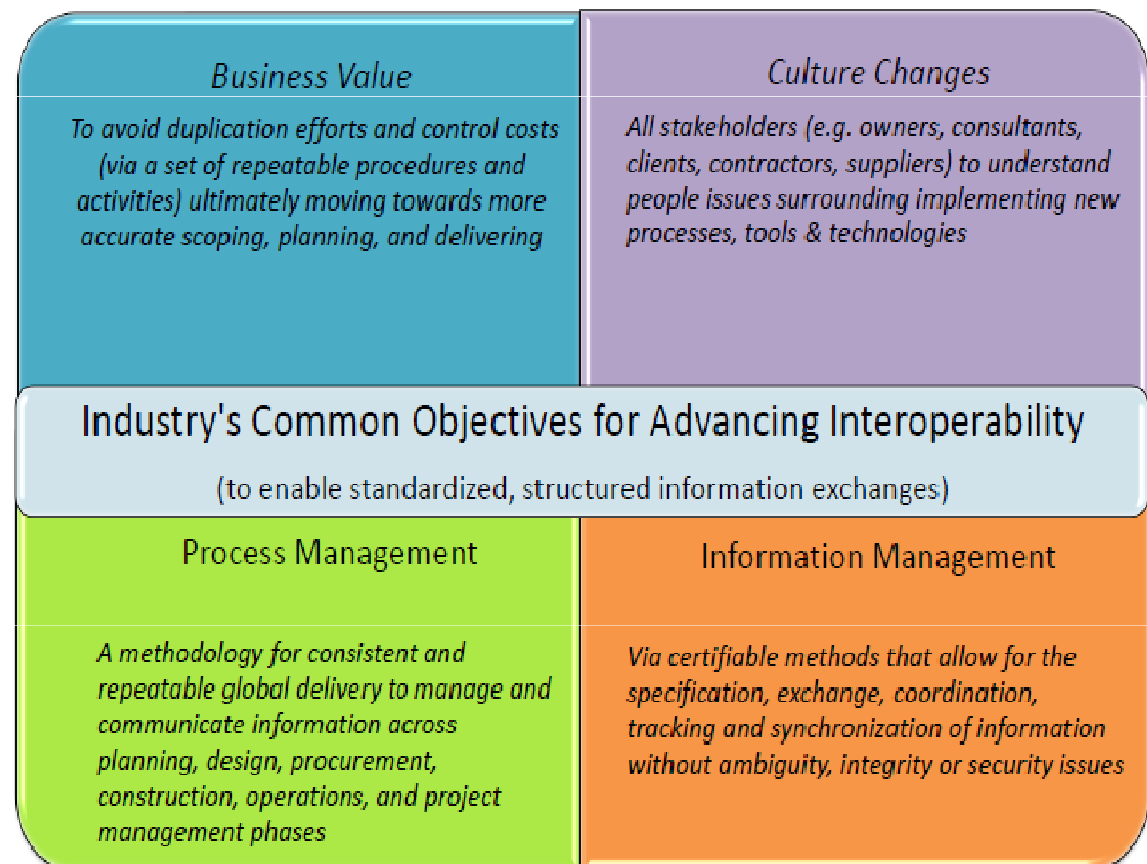 Business Value
To avoid duplication efforts and control costs
(via a set of repeatable procedures and
activities) ultimately moving towards more
accurate scoping, planning, and delivering
Culture Changes
All stakeholders (e.g. owners, consultants,
clients, contractors, suppliers) to understand
people issues surrounding implementing new
processes, tools & technologies
Industry's Common Objectives for Advancing Interoperability
(to enable standardized, structured information exchanges)
Process Management
A methodology for consistent and
repeatable global delivery to manage and
communicate information across
planning, design, procurement,
construction, operations, and project
management phases
Information Management
Via certifiable methods that allow for the
specification, exchange, coordination,
tracking and synchronization of information
without ambiguity, integrity or security issues